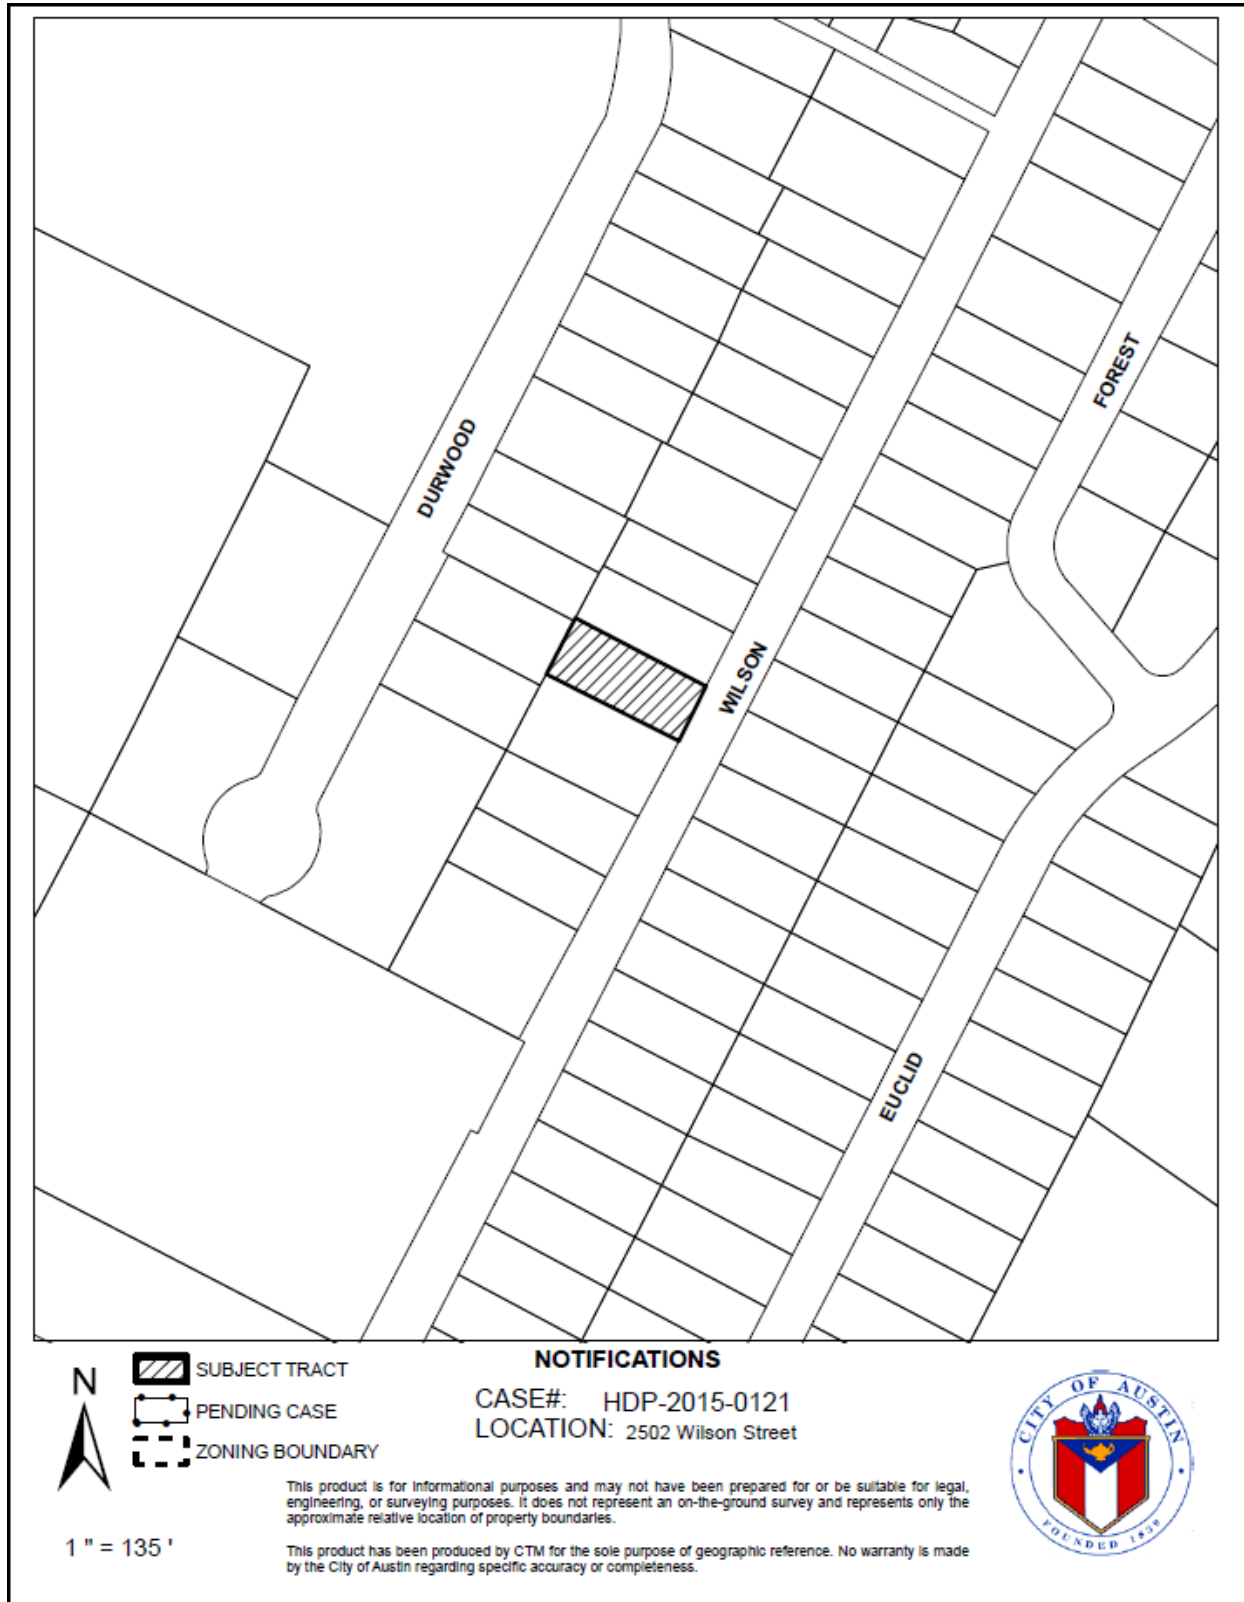 FOREST
DURWOOD
WILSON
EUCLID
N
SUBJECT TRACT
PENDING CASE
ZONING BOUNDARY
1 " = 135 '
NOTIFICATIONS
CASE#: HDP-2015-0121
LOCATION: 2502 Wilson Street
This product is for informational purposes and may not have been prepared for or be suitable for legal,
engineering, or surveying purposes. It does not represent an on-the-ground survey and represents only the
approximate relative location of property boundaries.
This product has been produced by CTM for the sole purpose of geographic reference. No warranty is made
by the City of Austin regarding specific accuracy or completeness.
CITY OF AUSTIN
FOUNDED 1839